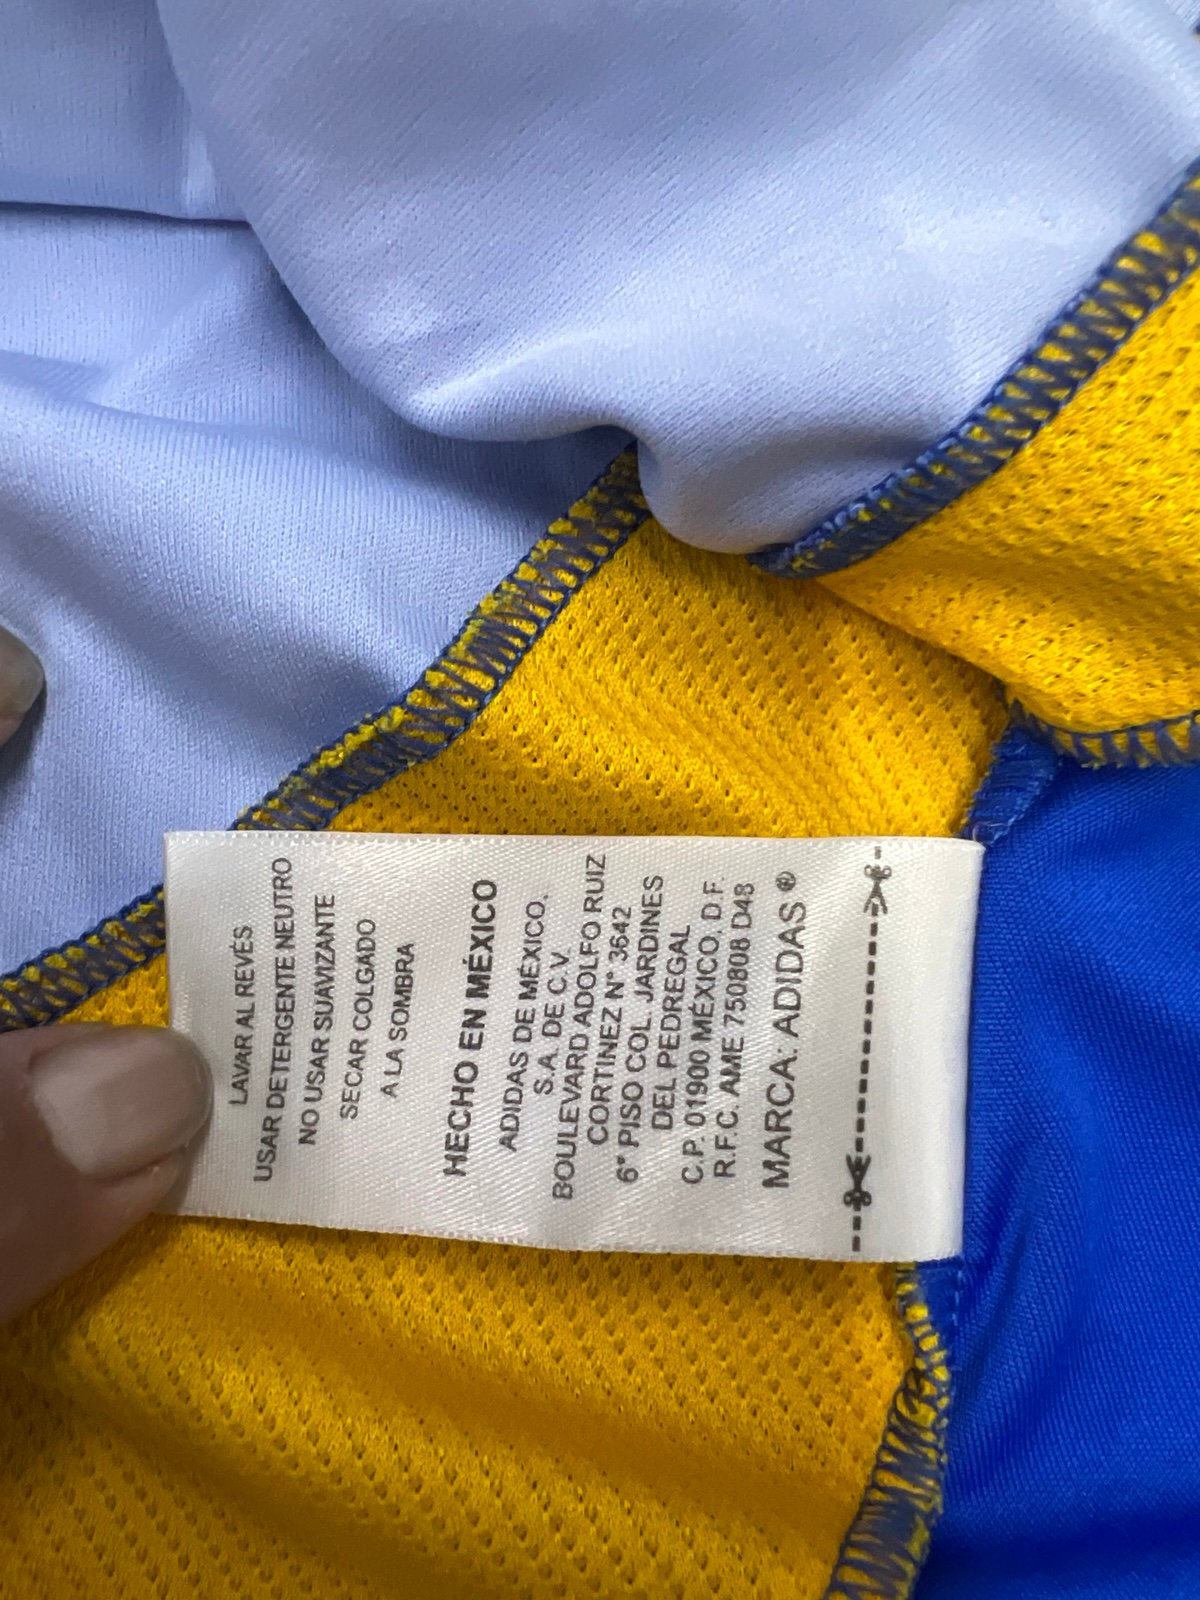 LAVAR AL REVÉS
USAR DETERGENTE NEUTRO
NO USAR SUAVIZANTE
SECAR COLGADO
A LA SOMBRA
HECHO EN MÉXICO
ADIDAS DE MÉXICO,
S.A. DE C.V.
BOULEVARD ADOLFO RUIZ
CORTINEZ N° 3642
6° PISO COL. JARDINES
DEL PEDREGAL
C.P. 01900 MÉXICO, D.F.
R.F.C. AME 750808 D48
MARCA: ADIDAS ®